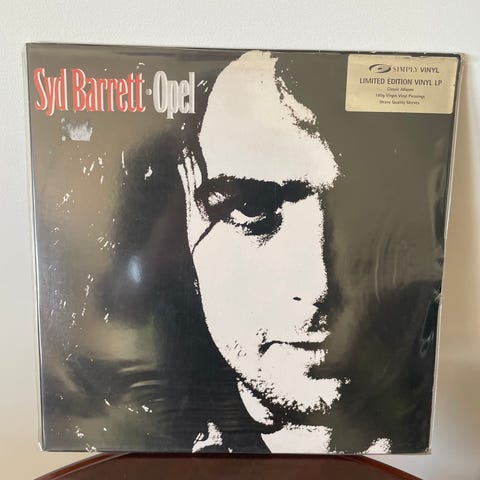 Syd Barrett · Opel
SIMPLY VINYL
LIMITED EDITION VINYL LP
Classic Albums
180g Virgin Vinyl Pressings
Heavy Quality Sleeves